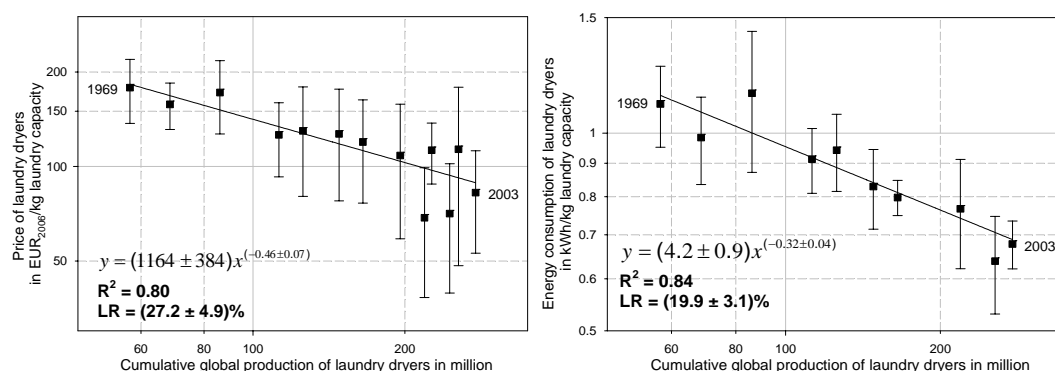 Price of laundry dryers
in EUR2006/kg laundry capacity
200
150
100
50
1969
2003
y = (1164 ± 384)x^(−0.46±0.07)
R² = 0.80
LR = (27.2 ± 4.9)%
60
80
100
200
Cumulative global production of laundry dryers in million
Energy consumption of laundry dryers
in kWh/kg laundry capacity
1.5
1
0.9
0.8
0.7
0.6
0.5
1969
2003
y = (4.2 ± 0.9)x^(−0.32±0.04)
R² = 0.84
LR = (19.9 ± 3.1)%
60
80
100
200
Cumulative global production of laundry dryers in million